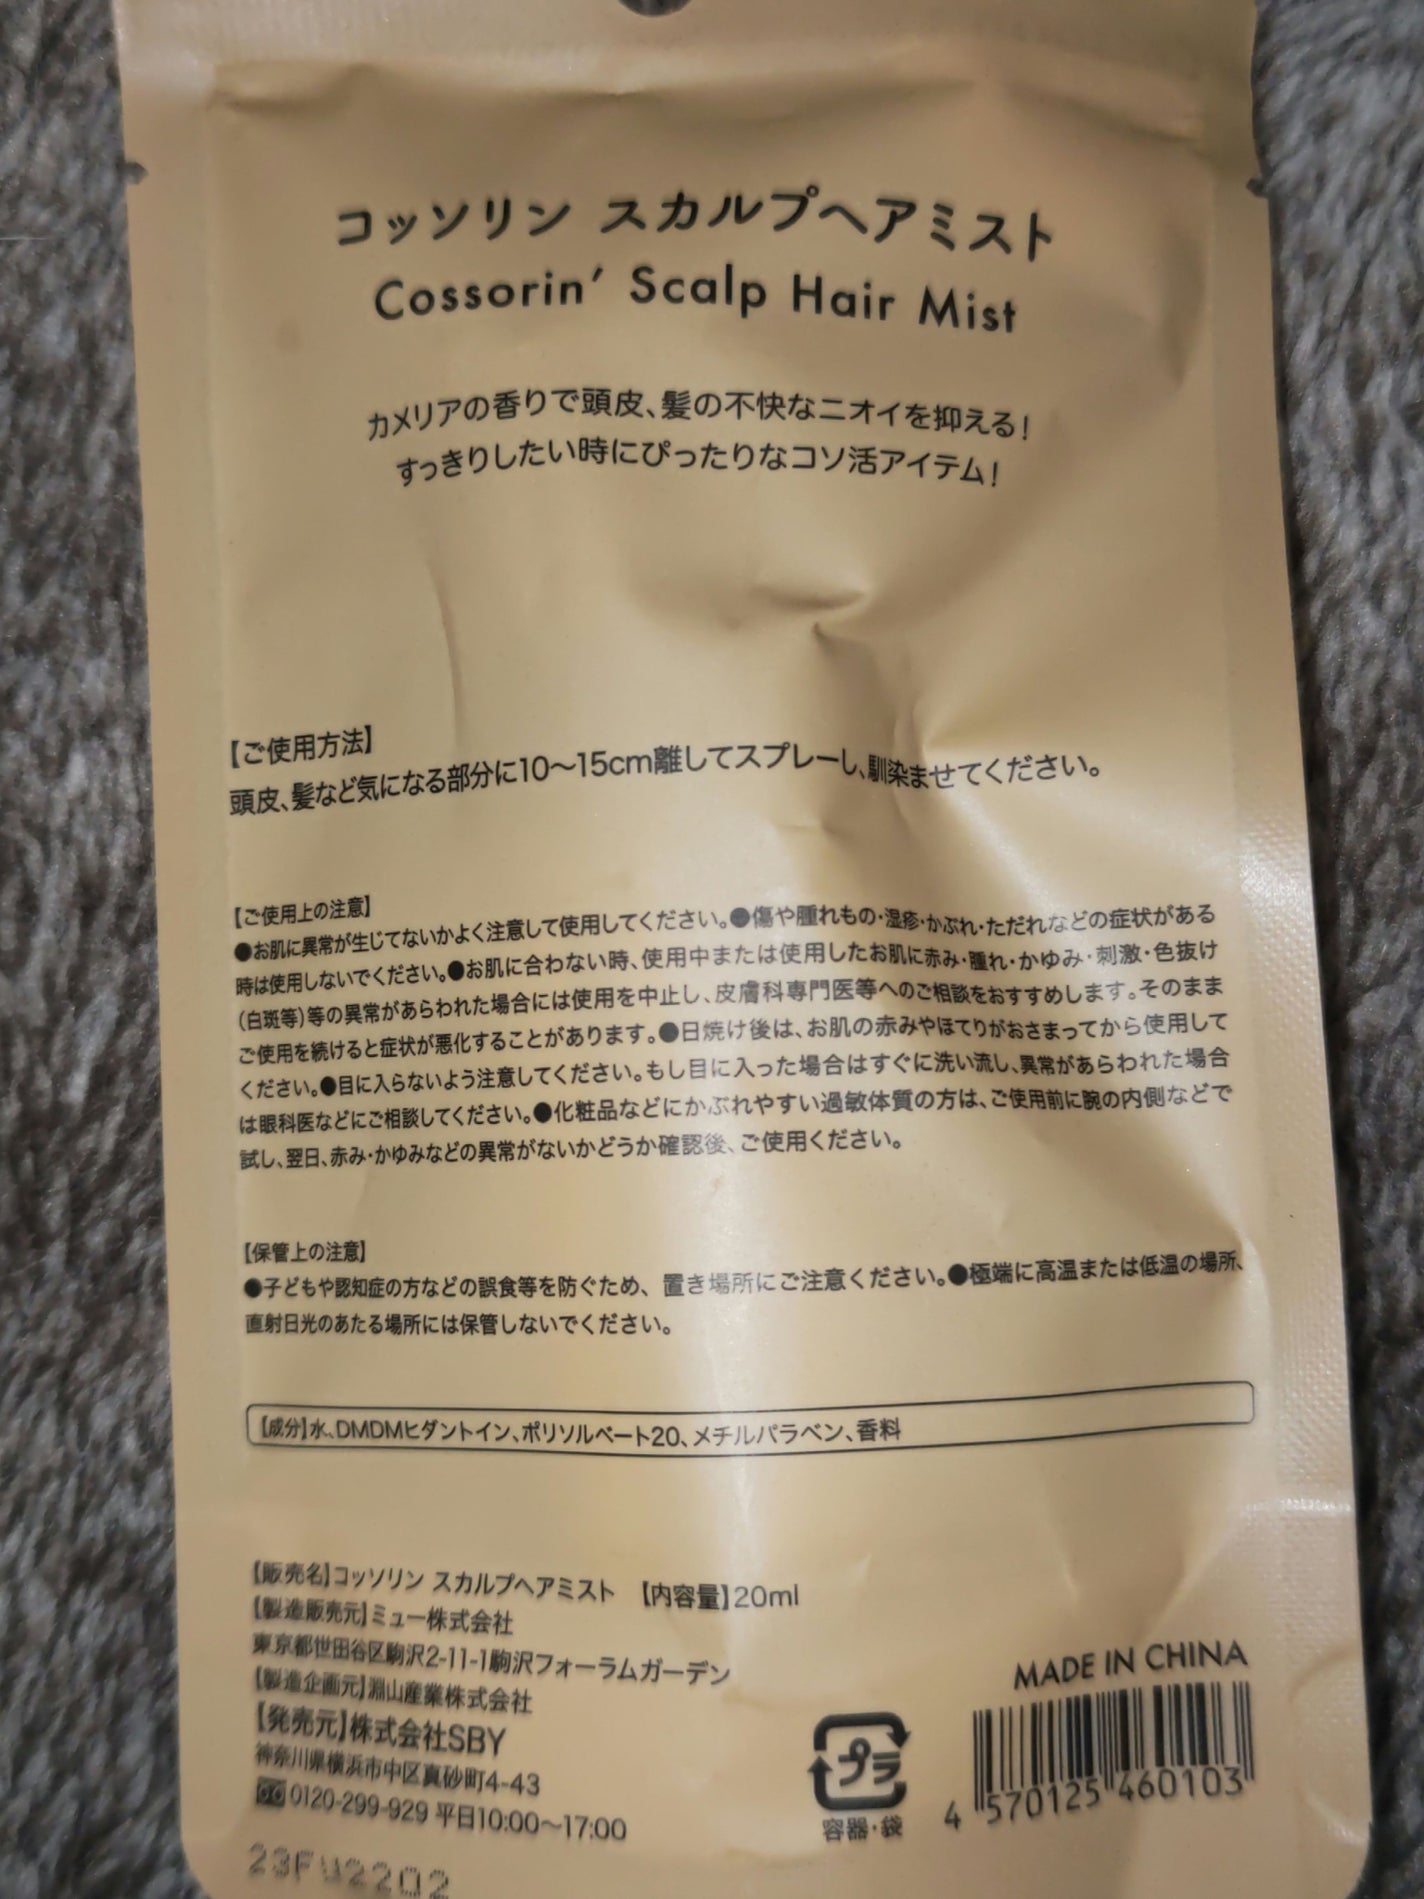 コッソリン スカルプヘアミスト
Cossorin’ Scalp Hair Mist
カメリアの香りで頭皮、髪の不快なニオイを抑える!
すっきりしたい時にぴったりなコソ活アイテム!
【ご使用方法】
頭皮、髪など気になる部分に10〜15cm離してスプレーし、馴染ませてください。
【ご使用上の注意】
●お肌に異常が生じてないかよく注意して使用してください。●傷や腫れもの・湿疹・かぶれ・ただれなどの症状がある
時は使用しないでください。●お肌に合わない時、使用中または使用したお肌に赤み・腫れ・かゆみ・刺激・色抜け
(白斑等)等の異常があらわれた場合には使用を中止し、皮膚科専門医等へのご相談をおすすめします。そのまま
ご使用を続けると症状が悪化することがあります。●日焼け後は、お肌の赤みやほてりがおさまってから使用して
ください。●目に入らないよう注意してください。もし目に入った場合はすぐに洗い流し、異常があらわれた場合
は眼科医などにご相談してください。●化粧品などにかぶれやすい過敏体質の方は、ご使用前に腕の内側などで
試し、翌日、赤み・かゆみなどの異常がないかどうか確認後、ご使用ください。
【保管上の注意】
●子どもや認知症の方などの誤食等を防ぐため、置き場所にご注意ください。●極端に高温または低温の場所、
直射日光のあたる場所には保管しないでください。
【成分】水、DMDMヒダントイン、ポリソルベート20、メチルパラベン、香料
【販売名】コッソリン スカルプヘアミスト 【内容量】20ml
【製造販売元】ミュー株式会社
東京都世田谷区駒沢2-11-1駒沢フォーラムガーデン
【製造企画元】淵山産業株式会社
【発売元】株式会社SBY
神奈川県横浜市中区真砂町4-43
0120-299-929 平日10:00〜17:00
MADE IN CHINA
プラ
容器・袋
4 570125 460103